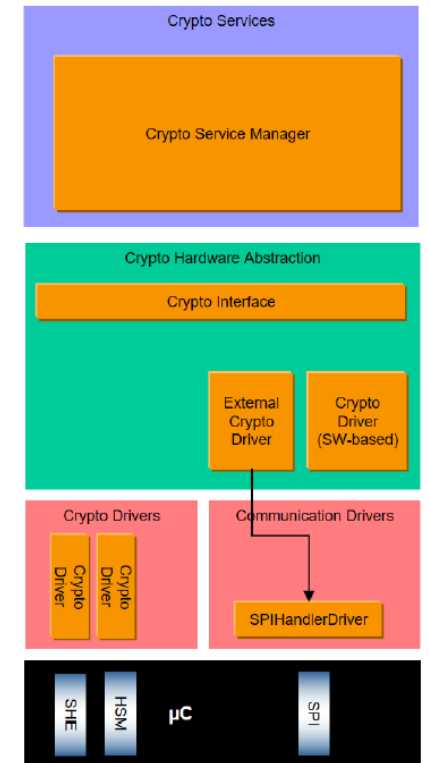 Crypto Services
Crypto Service Manager
Crypto Hardware Abstraction
Crypto Interface
External
Crypto
Driver
Crypto
Driver
(SW-based)
Crypto Drivers
Communication Drivers
Crypto
Driver
Crypto
Driver
SPIHandlerDriver
SHE
HSM
µC
SPI